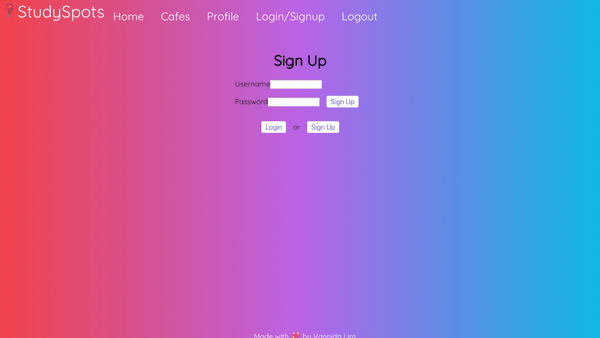 StudySpots Home Cafes Profile Login/Signup Logout
Sign Up
Username
Password Sign Up
Login or Sign Up
Made with by Vannida Lim